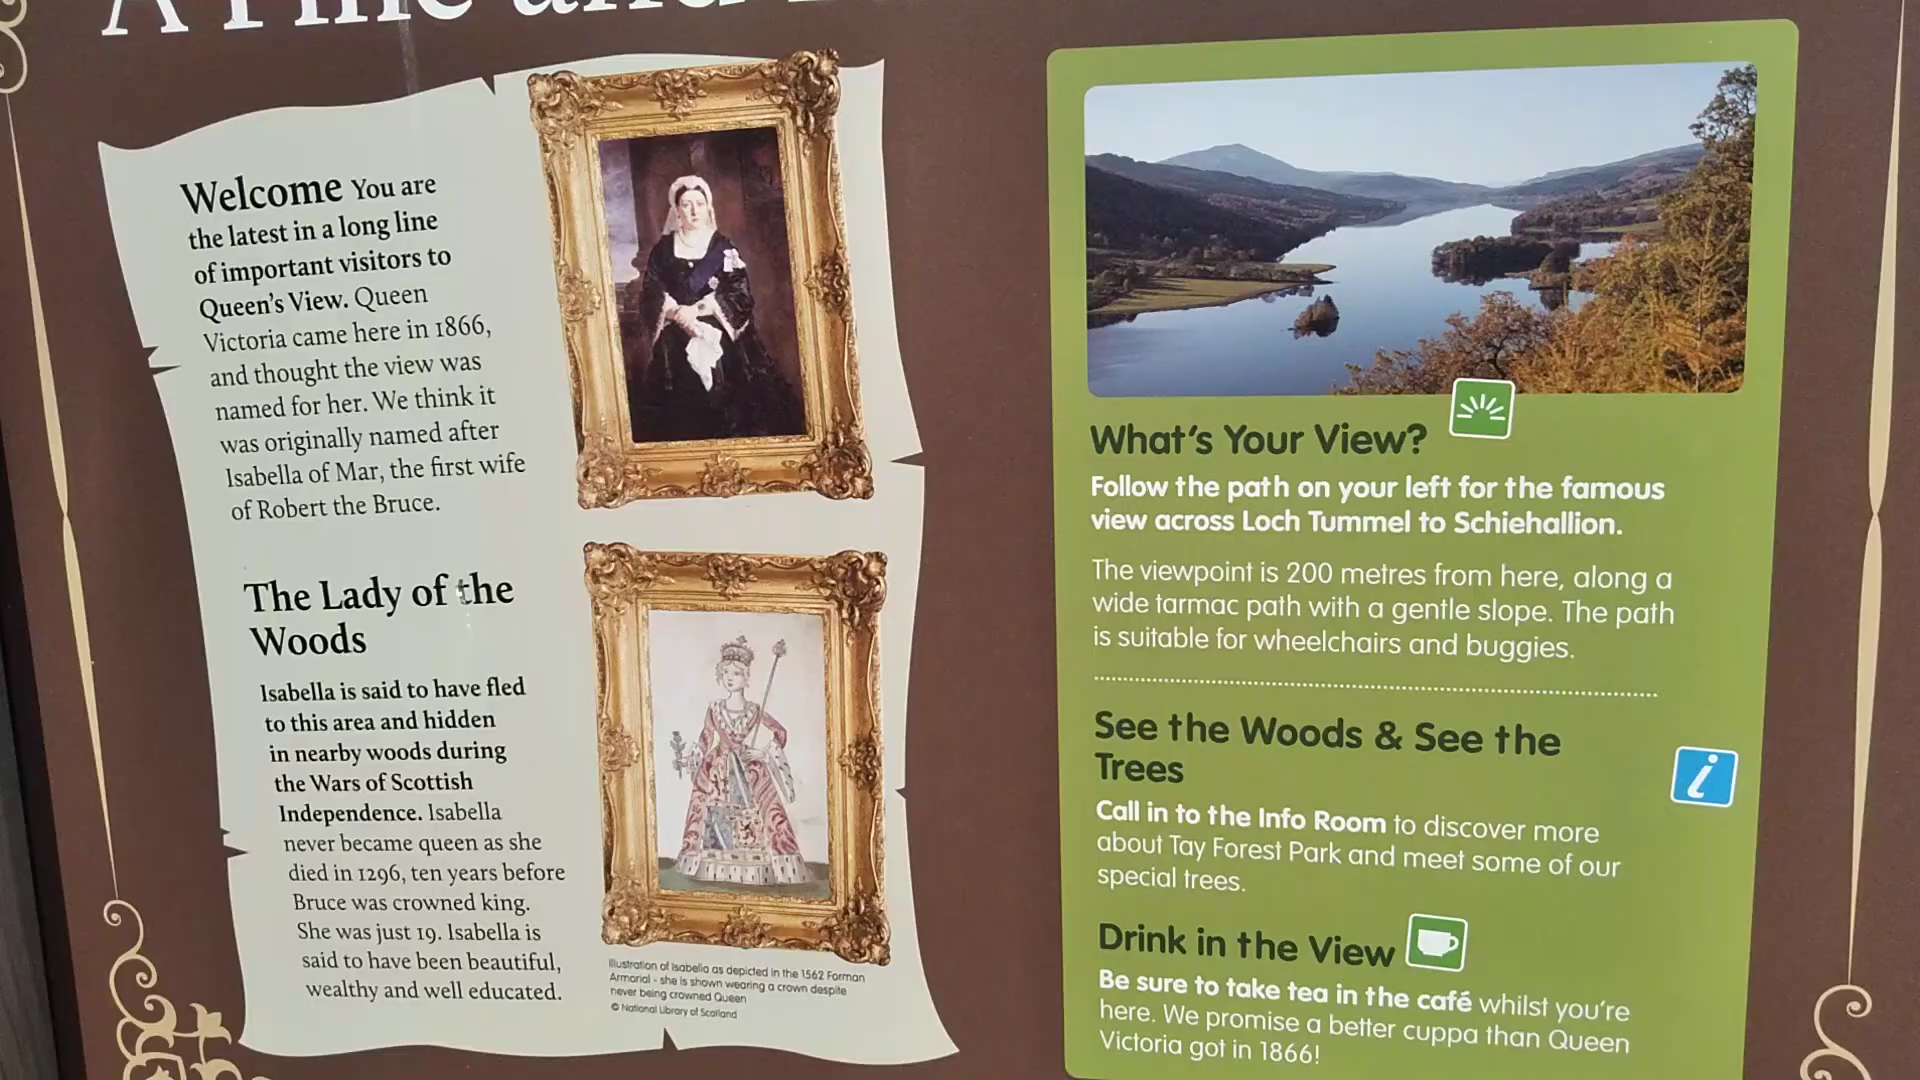 A Fine and
Welcome You are
the latest in a long line
of important visitors to
Queen's View. Queen
Victoria came here in 1866,
and thought the view was
named for her. We think it
was originally named after
Isabella of Mar, the first wife
of Robert the Bruce.
The Lady of the
Woods
Isabella is said to have fled
to this area and hidden
in nearby woods during
the Wars of Scottish
Independence. Isabella
never became queen as she
died in 1296, ten years before
Bruce was crowned king.
She was just 19. Isabella is
said to have been beautiful,
wealthy and well educated.
Illustration of Isabella as depicted in the 1562 Forman
Armorial - she is shown wearing a crown despite
never being crowned Queen
© National Library of Scotland
What's Your View?
Follow the path on your left for the famous
view across Loch Tummel to Schiehallion.
The viewpoint is 200 metres from here, along a
wide tarmac path with a gentle slope. The path
is suitable for wheelchairs and buggies.
See the Woods & See the
Trees
i
Call in to the Info Room to discover more
about Tay Forest Park and meet some of our
special trees.
Drink in the View
Be sure to take tea in the café whilst you're
here. We promise a better cuppa than Queen
Victoria got in 1866!